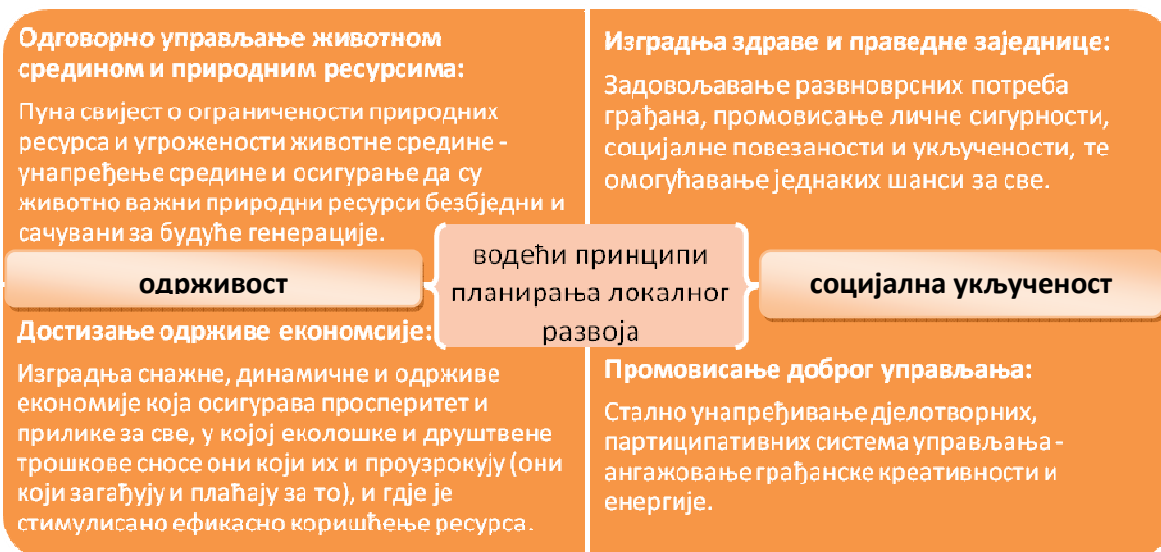 Одговорно управљање животном
средином и природним ресурсима:
Пуна свијест о ограничености природних
ресурса и угрожености животне средине -
унапређење средине и осигурање да су
животно важни природни ресурси безбједни и
сачувани за будуће генерације.
Изградња здраве и праведне заједнице:
Задовољавање развноврсних потреба
грађана, промовисање личне сигурности,
социјалне повезаности и укључености, те
омогућавање једнаких шанси за све.
одрживост
водећи принципи
планирања локалног
развоја
социјална укљученост
Достизање одрживе економсије:
Изградња снажне, динамичне и одрживе
економије која осигурава просперитет и
прилике за све, у којој еколошке и друштвене
трошкове сносе они који их и проузрокују (они
који загађују и плаћају за то), и гдје је
стимулисано ефикасно коришћење ресурса.
Промовисање доброг управљања:
Стално унапређивање дјелотворних,
партиципативних система управљања -
ангажовање грађанске креативности и
енергије.